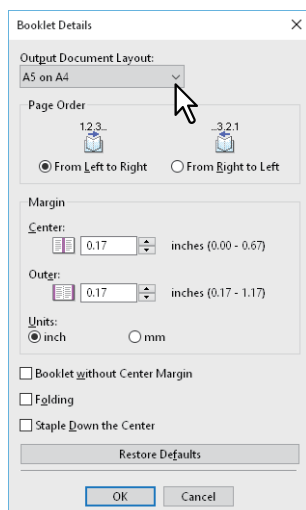 Booklet Details
Output Document Layout:
A5 on A4
Page Order
1,2,3... ...3,2,1
From Left to Right From Right to Left
Margin
Center:
0.17 inches (0.00 - 0.67)
Outer:
0.17 inches (0.17 - 1.17)
Units:
inch mm
Booklet without Center Margin
Folding
Staple Down the Center
Restore Defaults
OK Cancel